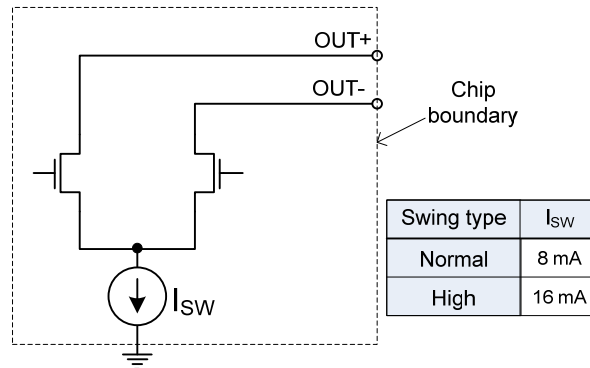 OUT+
OUT-
Chip
boundary
I_SW
Swing type I_SW
Normal 8 mA
High 16 mA